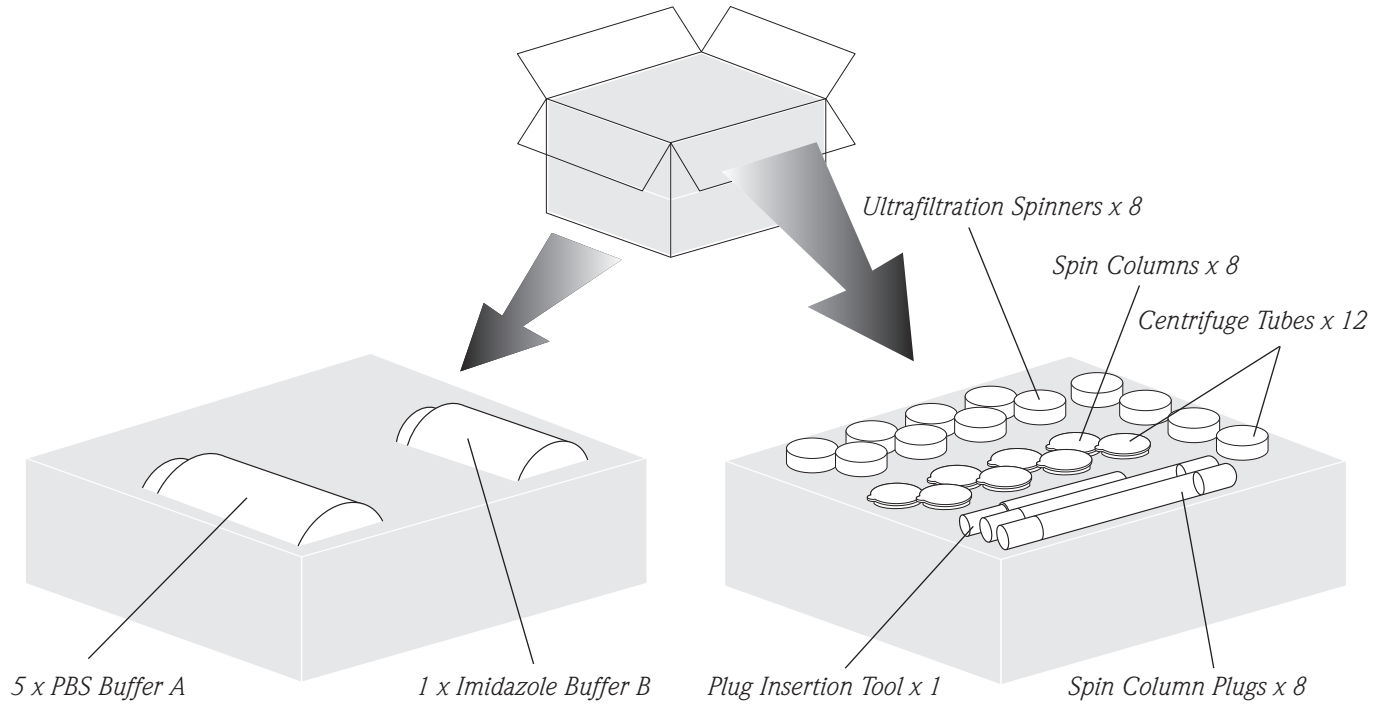 Ultrafiltration Spinners x 8
Spin Columns x 8
Centrifuge Tubes x 12
5 x PBS Buffer A
1 x Imidazole Buffer B
Plug Insertion Tool x 1
Spin Column Plugs x 8